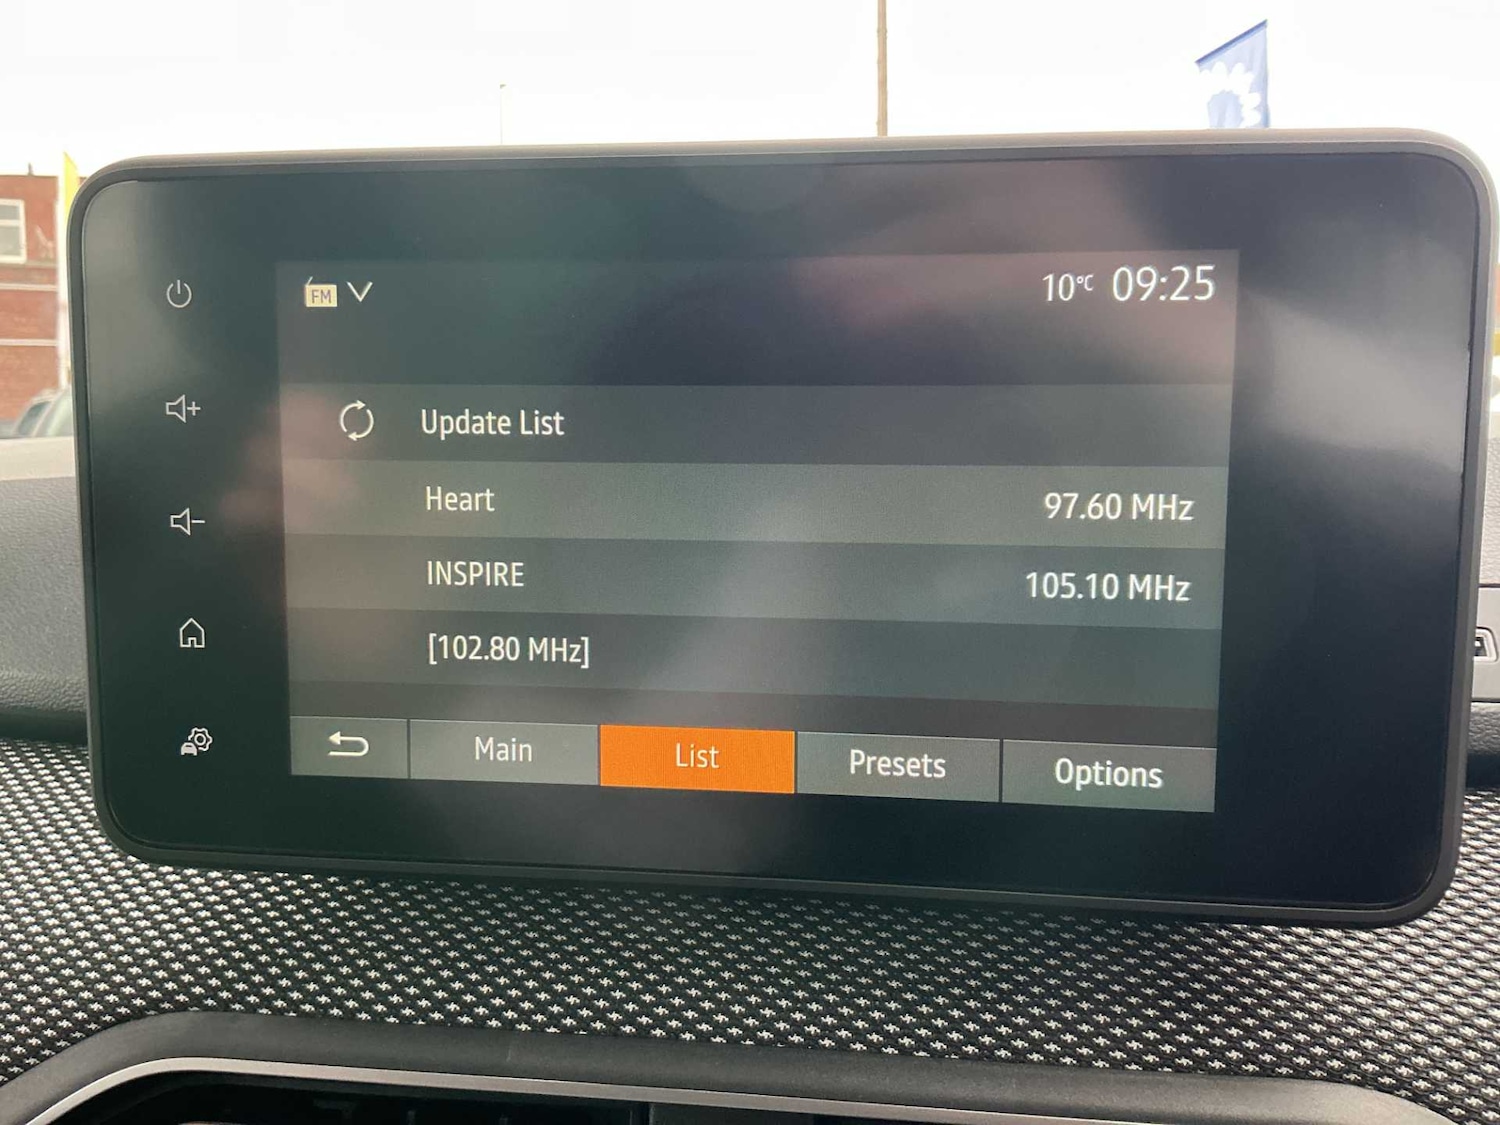 FM 10°C 09:25
Update List
Heart 97.60 MHz
INSPIRE 105.10 MHz
[102.80 MHz]
Main List Presets Options